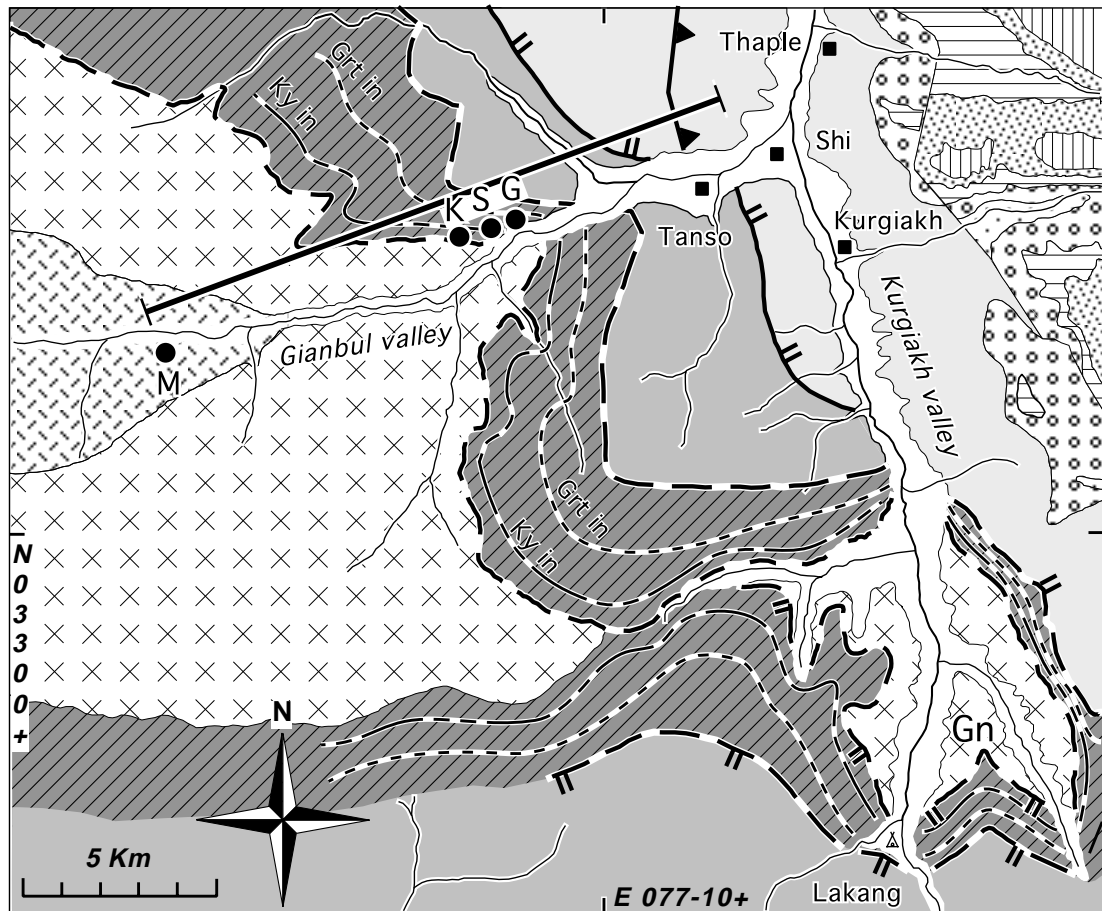 Thaple
Grt in
Ky in
Shi
K S G
Tanso
Kurgiakh
Gianbul valley
Kurgiakh valley
M
Grt in
Ky in
N 0 3 3 0 0 +
N
Gn
5 Km
E 077-10+
Lakang